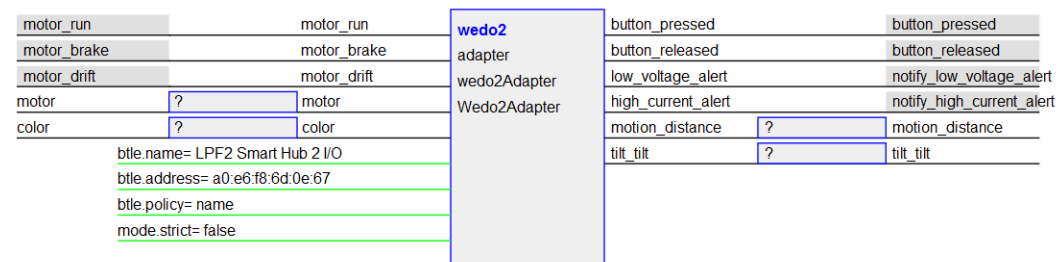 motor_run motor_run wedo2 button_pressed button_pressed
motor_brake motor_brake adapter button_released button_released
motor_drift motor_drift wedo2Adapter low_voltage_alert notify_low_voltage_alert
motor ? motor Wedo2Adapter high_current_alert notify_high_current_alert
color ? color motion_distance ? motion_distance
btle.name= LPF2 Smart Hub 2 I/O tilt_tilt ? tilt_tilt
btle.address= a0:e6:f8:6d:0e:67
btle.policy= name
mode.strict= false